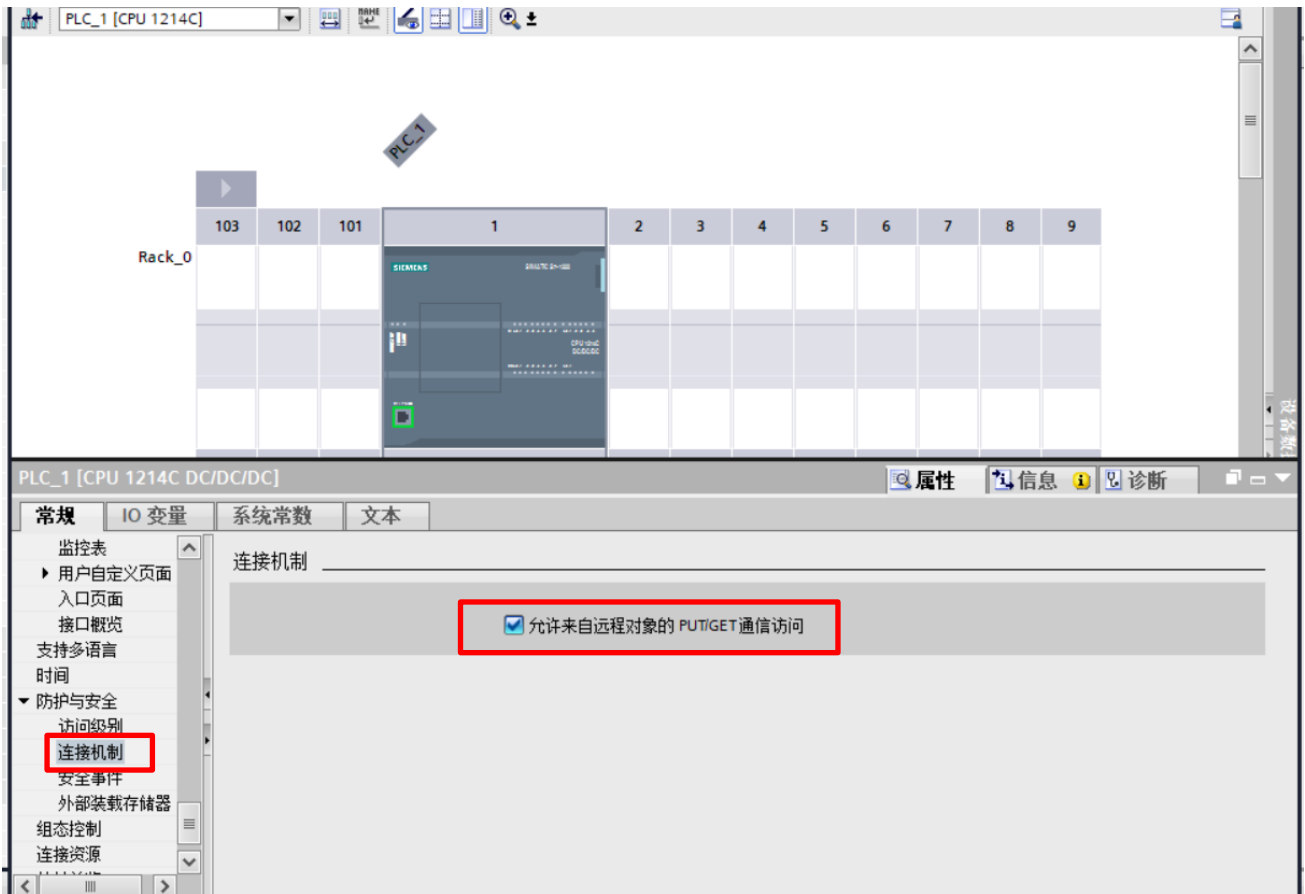 PLC_1 [CPU 1214C]
PLC_1
103 102 101 1 2 3 4 5 6 7 8 9
Rack_0
SIEMENS
PLC_1 [CPU 1214C DC/DC/DC]
属性 信息 诊断
常规 IO 变量 系统常数 文本
监控表
用户自定义页面
入口页面
接口概览
支持多语言
时间
防护与安全
访问级别
连接机制
安全事件
外部装载存储器
组态控制
连接资源
连接机制
允许来自远程对象的 PUT/GET 通信访问